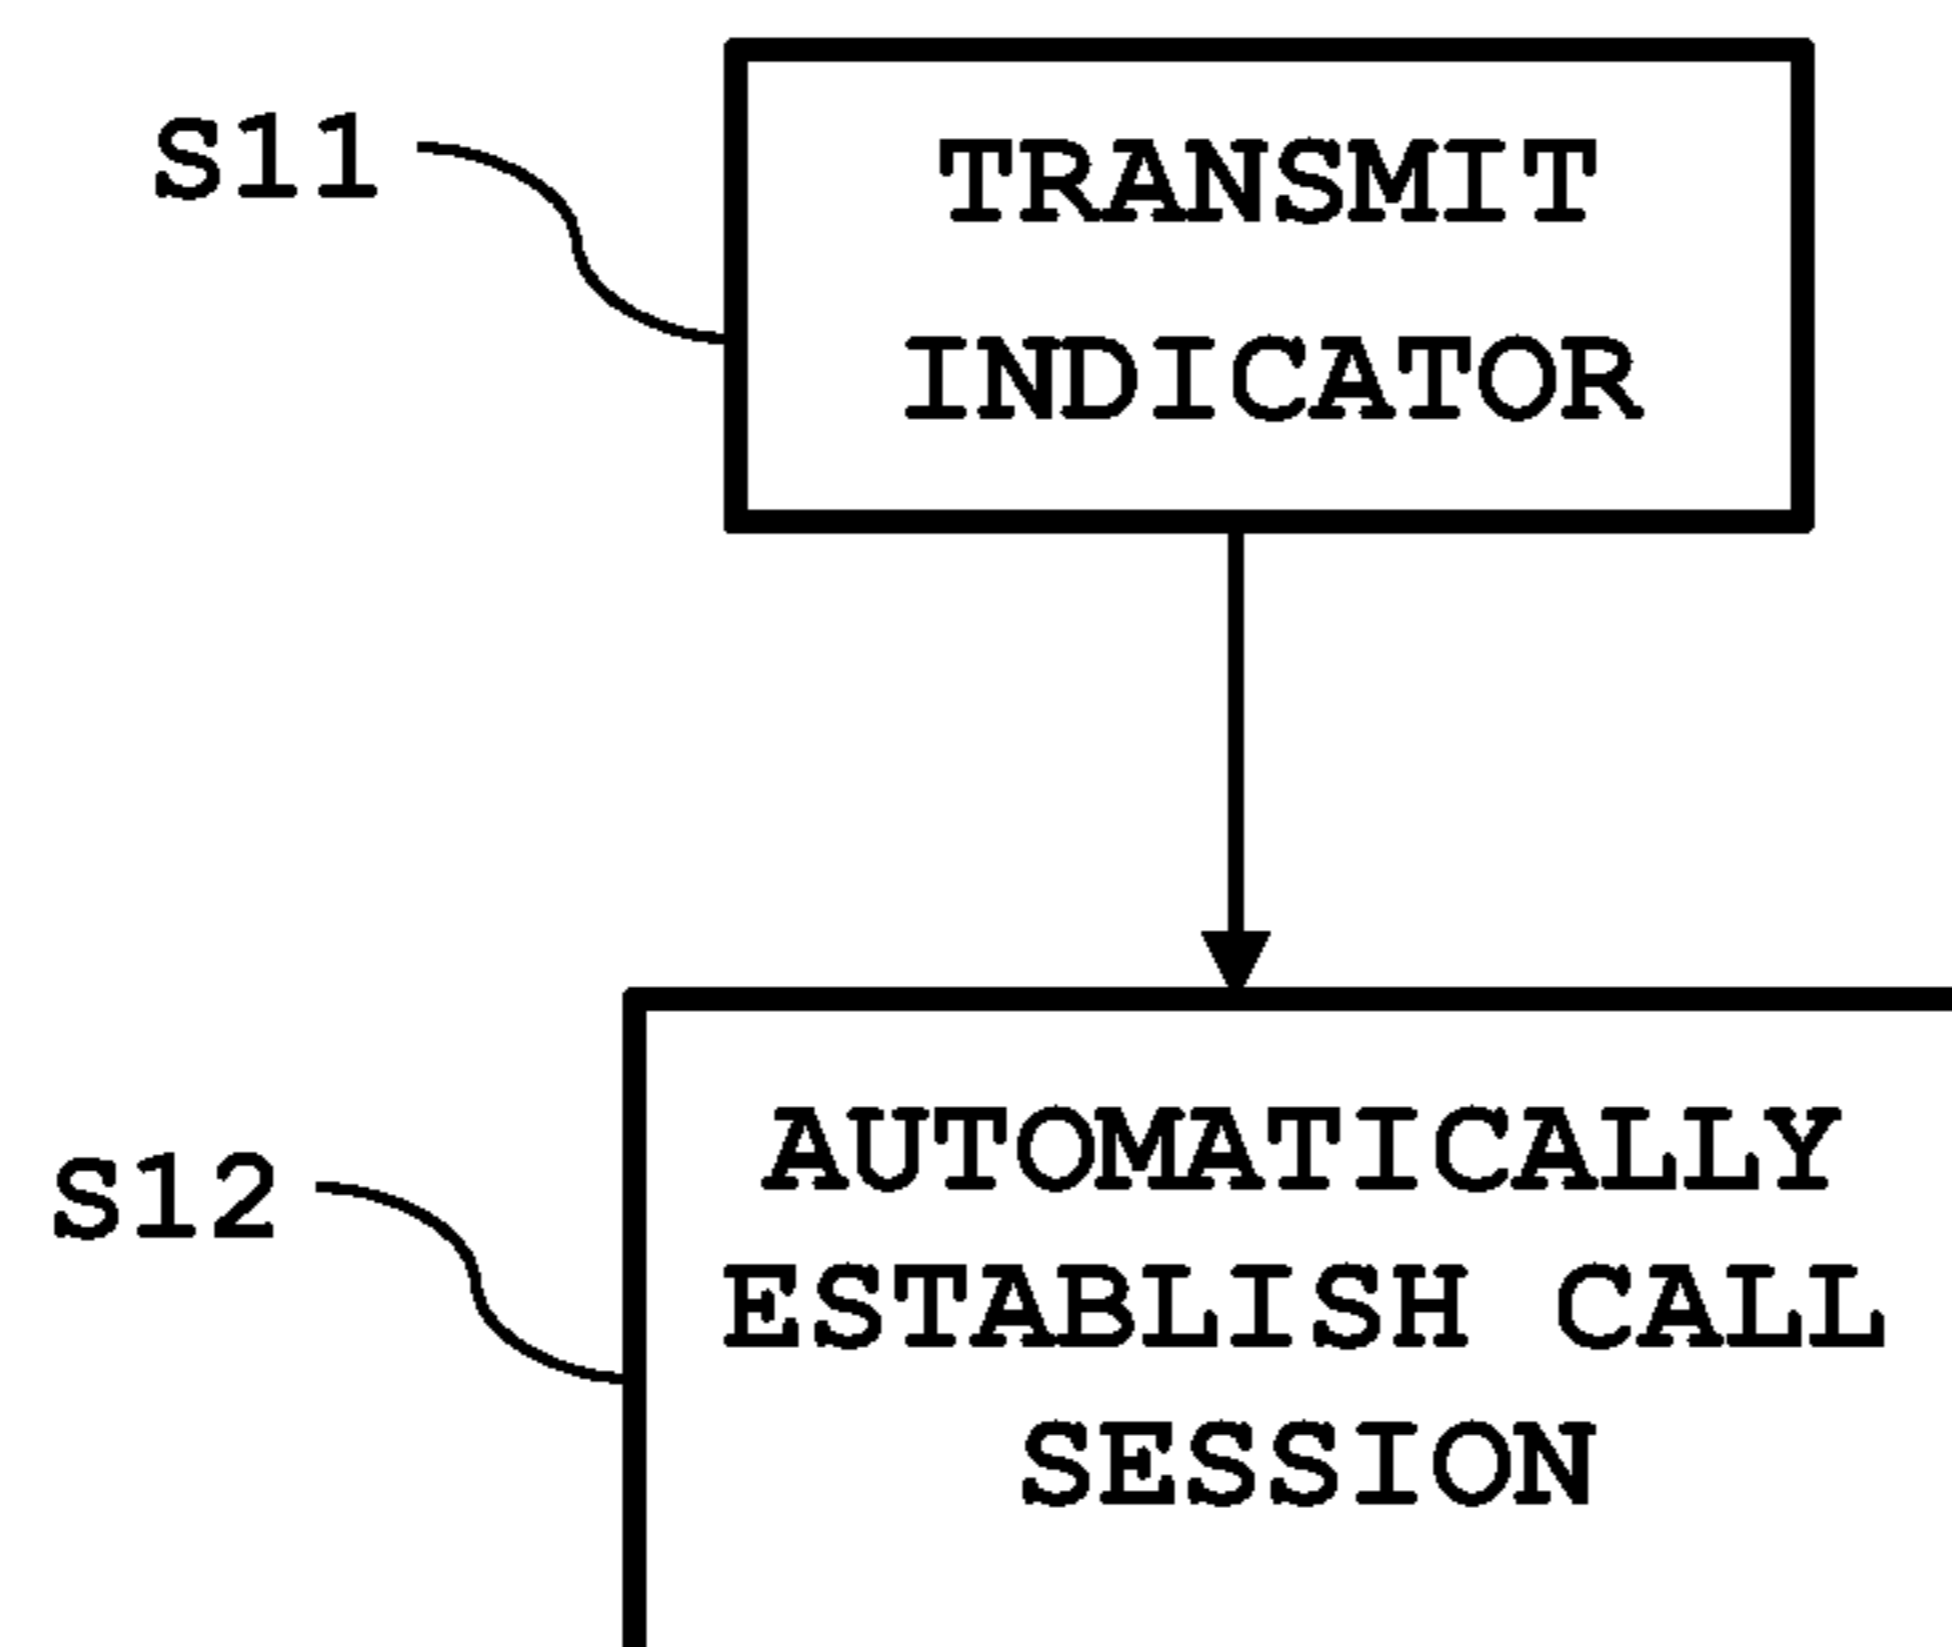 S11
TRANSMIT
INDICATOR
S12
AUTOMATICALLY
ESTABLISH CALL
SESSION